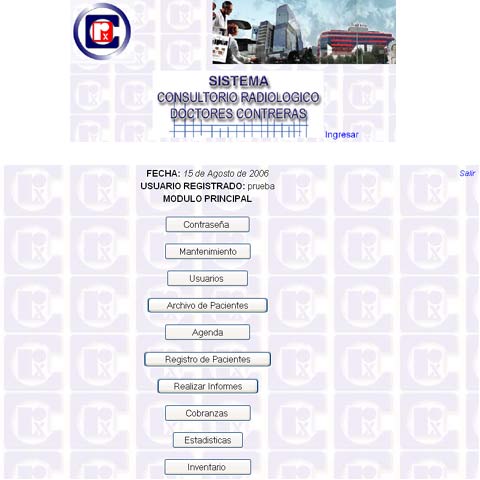 SISTEMA
CONSULTORIO RADIOLOGICO
DOCTORES CONTRERAS
Ingresar
FECHA: 15 de Agosto de 2006
Salir
USUARIO REGISTRADO: prueba
MODULO PRINCIPAL
Contraseña
Mantenimiento
Usuarios
Archivo de Pacientes
Agenda
Registro de Pacientes
Realizar Informes
Cobranzas
Estadisticas
Inventario